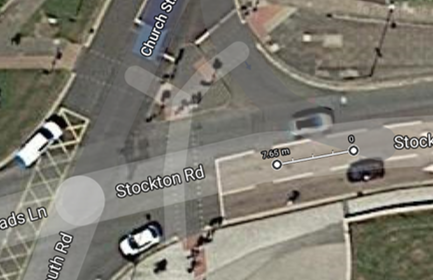 Church St
7.65 m
0
Stock
Stockton Rd
ads Ln
uth Rd